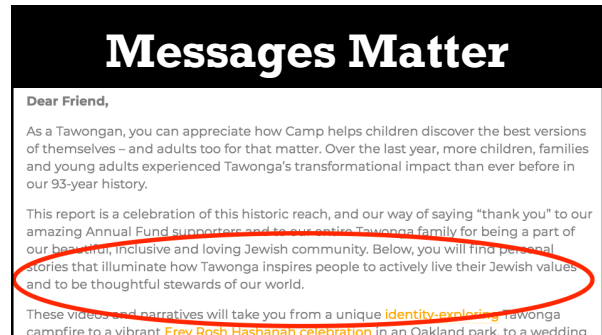 Messages Matter
Dear Friend,
As a Tawongan, you can appreciate how Camp helps children discover the best versions
of themselves – and adults too for that matter. Over the last year, more children, families
and young adults experienced Tawonga's transformational impact than ever before in
our 93-year history.
This report is a celebration of this historic reach, and our way of saying “thank you” to our
amazing Annual Fund supporters and to our entire Tawonga family for being a part of
our beautiful, inclusive and loving Jewish community. Below, you will find personal
stories that illuminate how Tawonga inspires people to actively live their Jewish values
and to be thoughtful stewards of our world.
These videos and narratives will take you from a unique identity-exploring Tawonga
campfire to a vibrant Erev Rosh Hashanah celebration in an Oakland park, to a wedding